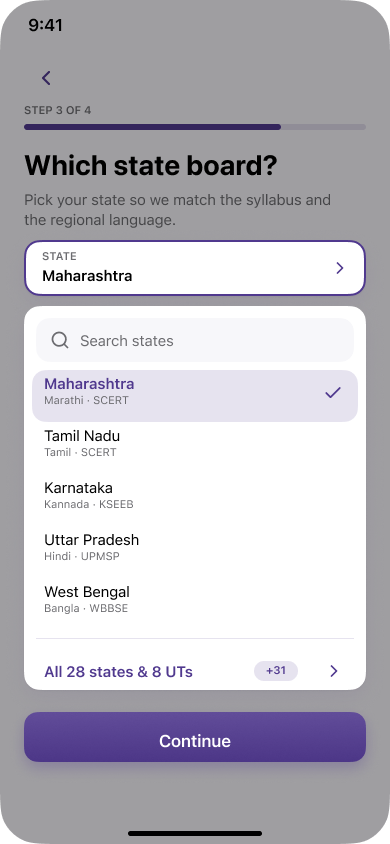 9:41
STEP 3 OF 4
Which state board?
Pick your state so we match the syllabus and
the regional language.
STATE
Maharashtra
Search states
Maharashtra
Marathi · SCERT
Tamil Nadu
Tamil · SCERT
Karnataka
Kannada · KSEEB
Uttar Pradesh
Hindi · UPMSP
West Bengal
Bangla · WBBSE
All 28 states & 8 UTs +31
Continue